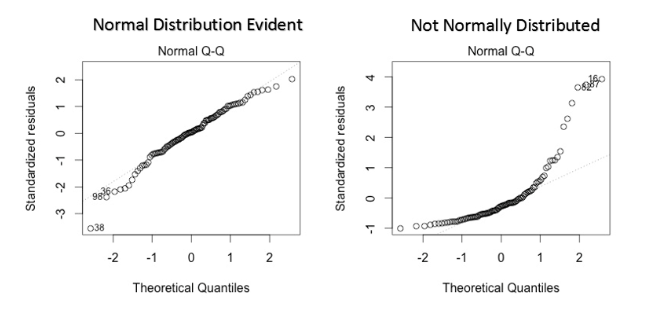 Normal Distribution Evident
Normal Q-Q
Standardized residuals
2
1
0
-1
-2
-3
36
98
38
-2 -1 0 1 2
Theoretical Quantiles
Not Normally Distributed
Normal Q-Q
Standardized residuals
4
3
2
1
0
-1
16
-2 -1 0 1 2
Theoretical Quantiles